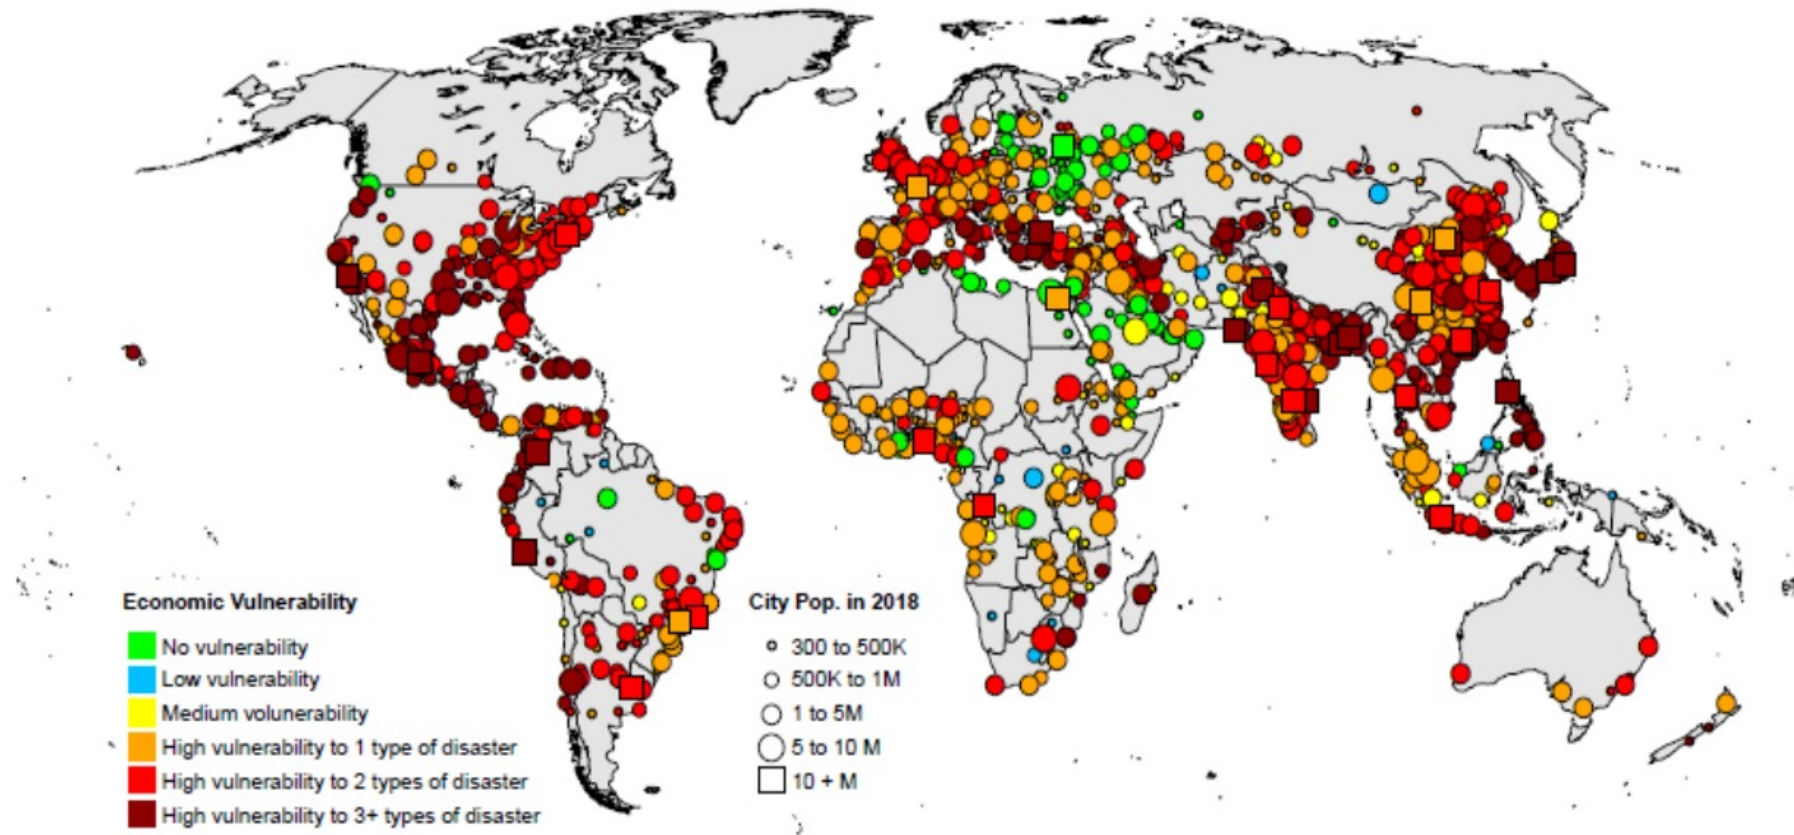 Economic Vulnerability
No vulnerability
Low vulnerability
Medium volunerability
High vulnerability to 1 type of disaster
High vulnerability to 2 types of disaster
High vulnerability to 3+ types of disaster
City Pop. in 2018
300 to 500K
500K to 1M
1 to 5M
5 to 10 M
10 + M